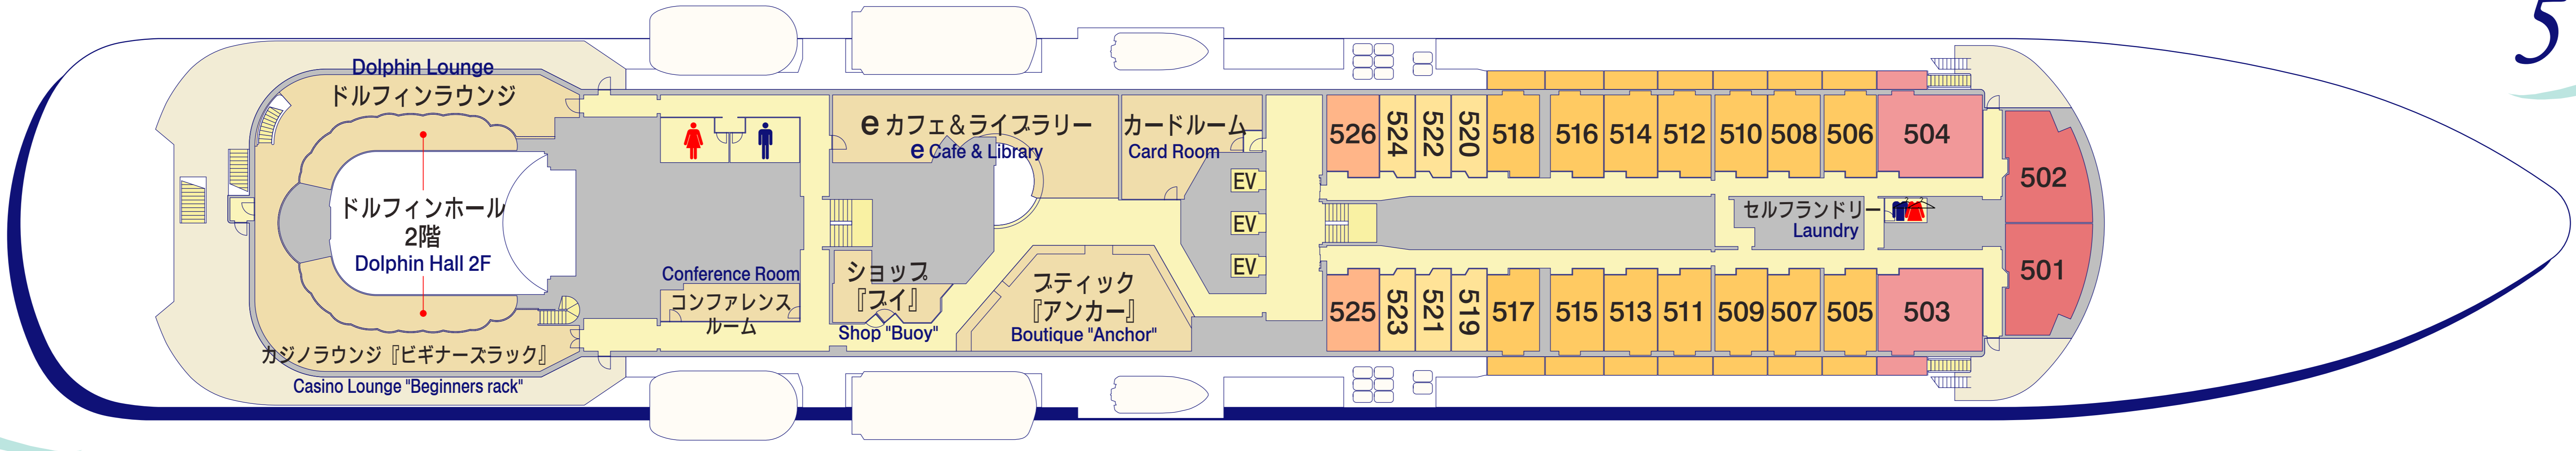 5
Dolphin Lounge
ドルフィンラウンジ
ドルフィンホール
2階
Dolphin Hall 2F
カジノラウンジ『ビギナーズラック』
Casino Lounge "Beginners rack"
Conference Room
コンファレンス
ルーム
e カフェ＆ライブラリー
e Cafe & Library
カードルーム
Card Room
EV
EV
EV
ショップ
『ブイ』
Shop "Buoy"
ブティック
『アンカー』
Boutique "Anchor"
526 524 522 520 518 516 514 512 510 508 506 504
502
セルフランドリー
Laundry
501
525 523 521 519 517 515 513 511 509 507 505 503